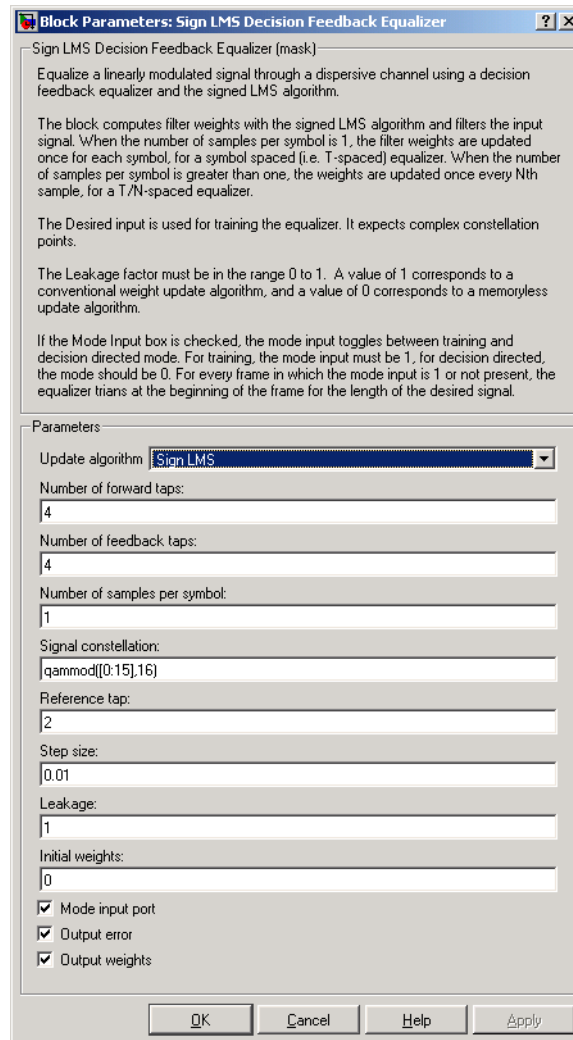 Block Parameters: Sign LMS Decision Feedback Equalizer
Sign LMS Decision Feedback Equalizer (mask)
Equalize a linearly modulated signal through a dispersive channel using a decision
feedback equalizer and the signed LMS algorithm.
The block computes filter weights with the signed LMS algorithm and filters the input
signal. When the number of samples per symbol is 1, the filter weights are updated
once for each symbol, for a symbol spaced (i.e. T-spaced) equalizer. When the number
of samples per symbol is greater than one, the weights are updated once every Nth
sample, for a T/N-spaced equalizer.
The Desired input is used for training the equalizer. It expects complex constellation
points.
The Leakage factor must be in the range 0 to 1. A value of 1 corresponds to a
conventional weight update algorithm, and a value of 0 corresponds to a memoryless
update algorithm.
If the Mode Input box is checked, the mode input toggles between training and
decision directed mode. For training, the mode input must be 1, for decision directed,
the mode should be 0. For every frame in which the mode input is 1 or not present, the
equalizer trians at the beginning of the frame for the length of the desired signal.
Parameters
Update algorithm Sign LMS
Number of forward taps:
4
Number of feedback taps:
4
Number of samples per symbol:
1
Signal constellation:
qammod([0:15],16)
Reference tap:
2
Step size:
0.01
Leakage:
1
Initial weights:
0
Mode input port
Output error
Output weights
OK Cancel Help Apply